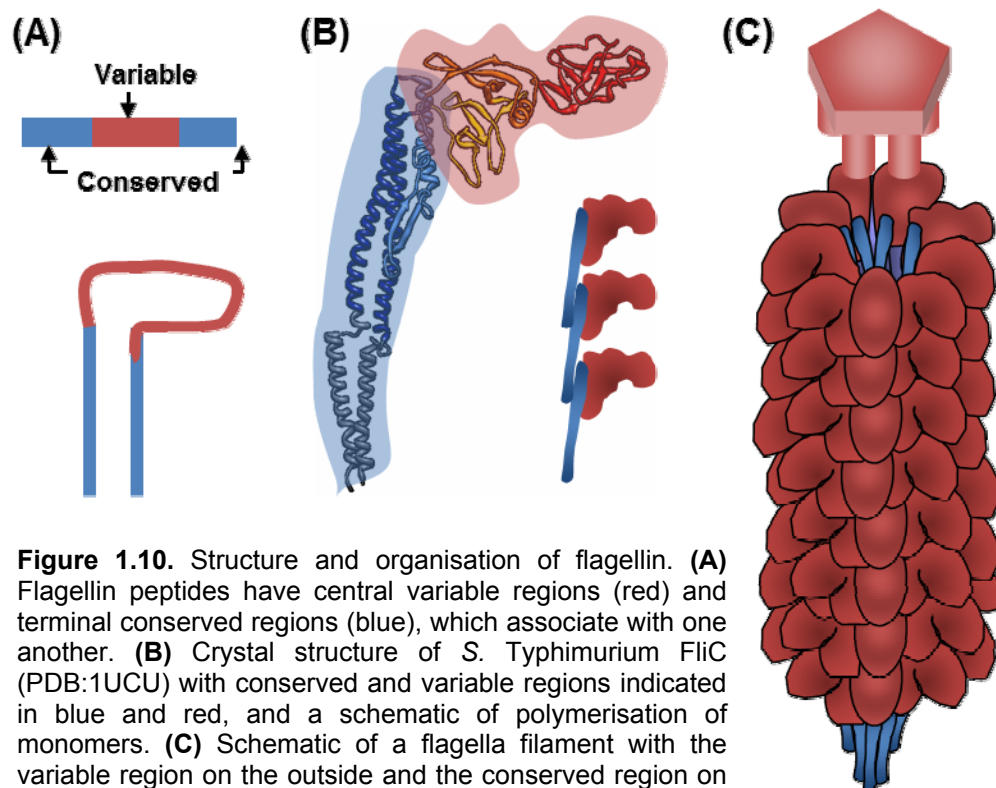 (A)
Variable
Conserved
(B)
(C)
Figure 1.10. Structure and organisation of flagellin. (A)
Flagellin peptides have central variable regions (red) and
terminal conserved regions (blue), which associate with one
another. (B) Crystal structure of S. Typhimurium FliC
(PDB:1UCU) with conserved and variable regions indicated
in blue and red, and a schematic of polymerisation of
monomers. (C) Schematic of a flagella filament with the
variable region on the outside and the conserved region on